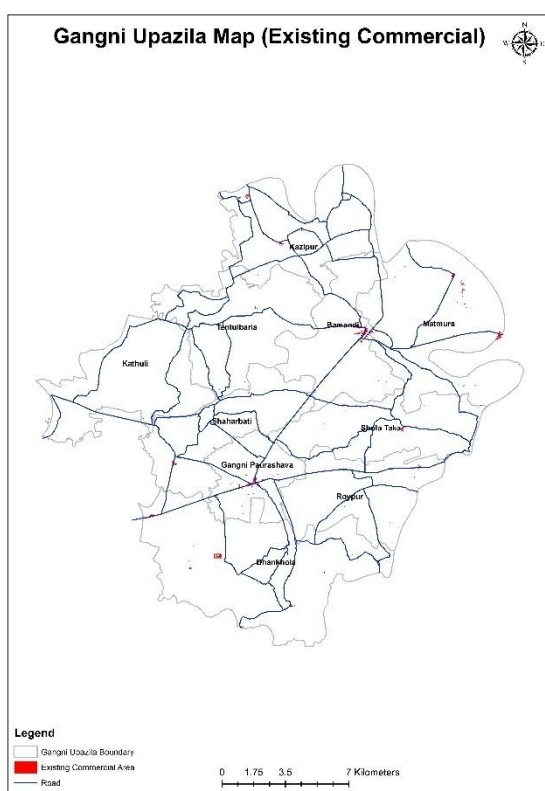 Gangni Upazila Map (Existing Commercial)
N
W E
S
Kazipur
Tentulbaria
Bamandi
Matmura
Kathuli
Shaharbati
Shola Taka
Gangni Paurashava
Roypur
Dhankhola
Legend
Gangni Upazila Boundary
Existing Commercial Area
Road
0 1.75 3.5 7 Kilometers